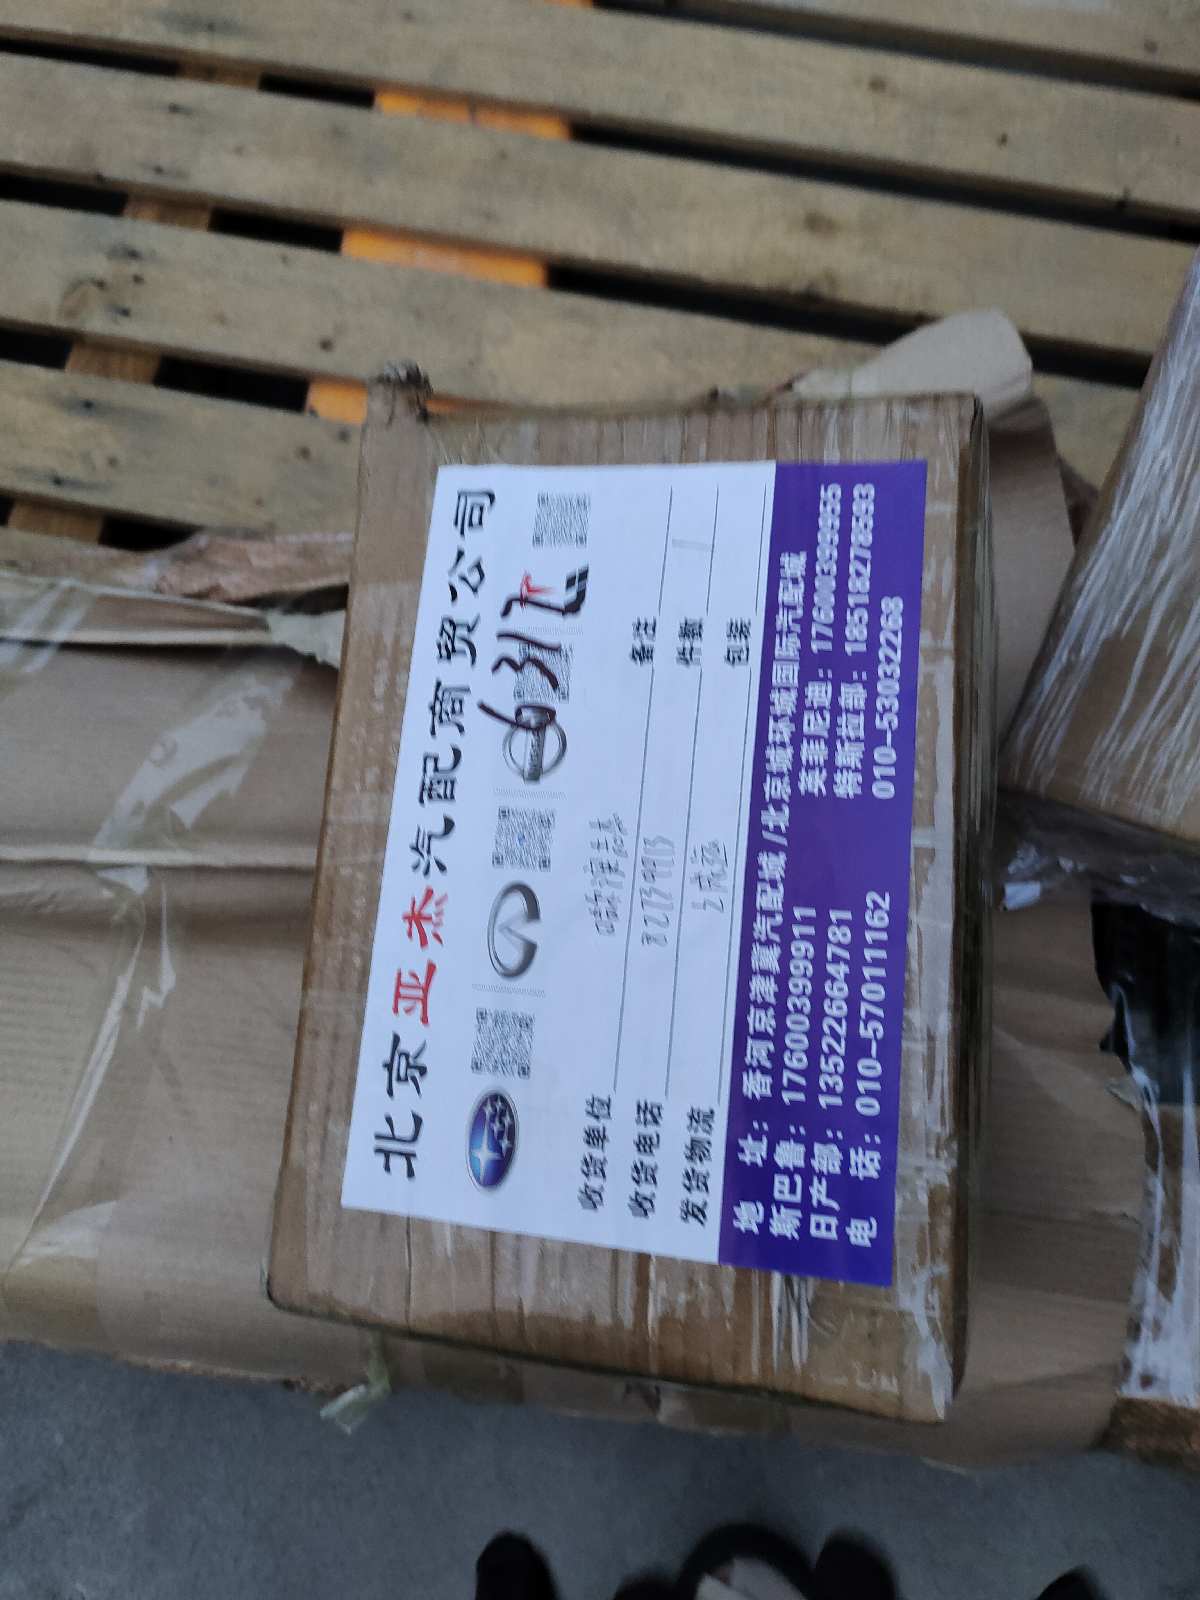 北京亚杰汽配商贸公司
6312
收货单位
备注
收货电话
件数 1
发货物流
包装
地 址：香河京津冀汽配城 /北京城环城国际汽配城
斯巴鲁：17600399911 英菲尼迪：17600399955
日产部：13522664781 特斯拉部：18518278593
电 话：010-57011162 010-53032268